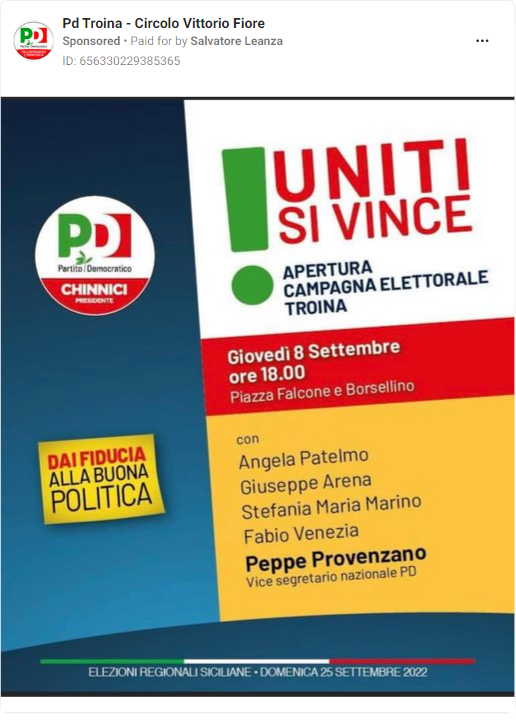 Pd Troina - Circolo Vittorio Fiore
Sponsored • Paid for by Salvatore Leanza
ID: 656330229385365
PD
Partito Democratico
CHINNICI
PRESIDENTE
DAI FIDUCIA
ALLA BUONA
POLITICA
! UNITI
SI VINCE
APERTURA
CAMPAGNA ELETTORALE
TROINA
Giovedì 8 Settembre
ore 18.00
Piazza Falcone e Borsellino
con
Angela Patelmo
Giuseppe Arena
Stefania Maria Marino
Fabio Venezia
Peppe Provenzano
Vice segretario nazionale PD
ELEZIONI REGIONALI SICILIANE • DOMENICA 25 SETTEMBRE 2022